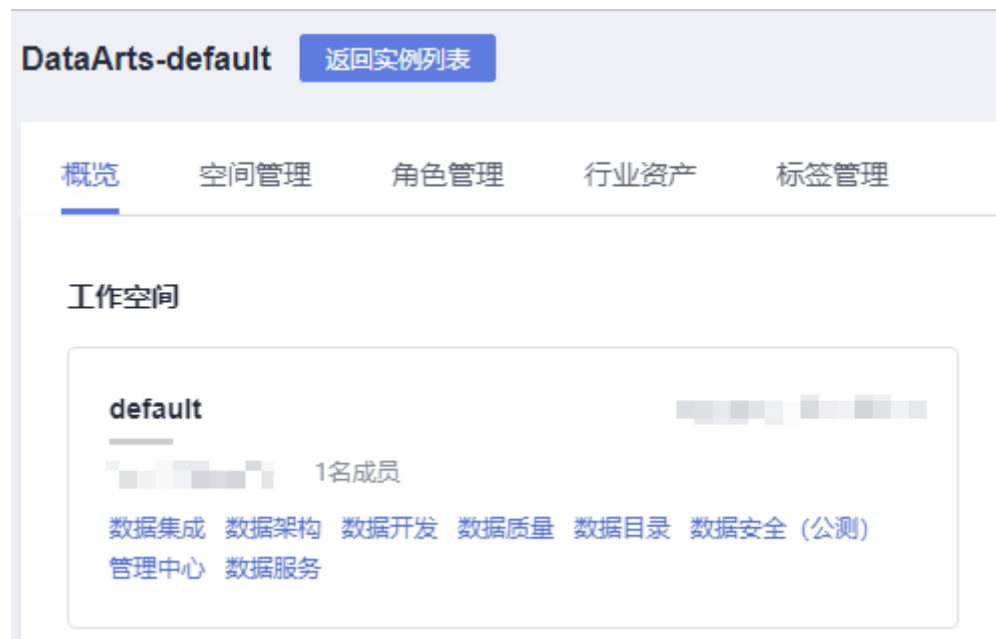 DataArts-default 返回实例列表
概览 空间管理 角色管理 行业资产 标签管理
工作空间
default
1名成员
数据集成 数据架构 数据开发 数据质量 数据目录 数据安全（公测）
管理中心 数据服务